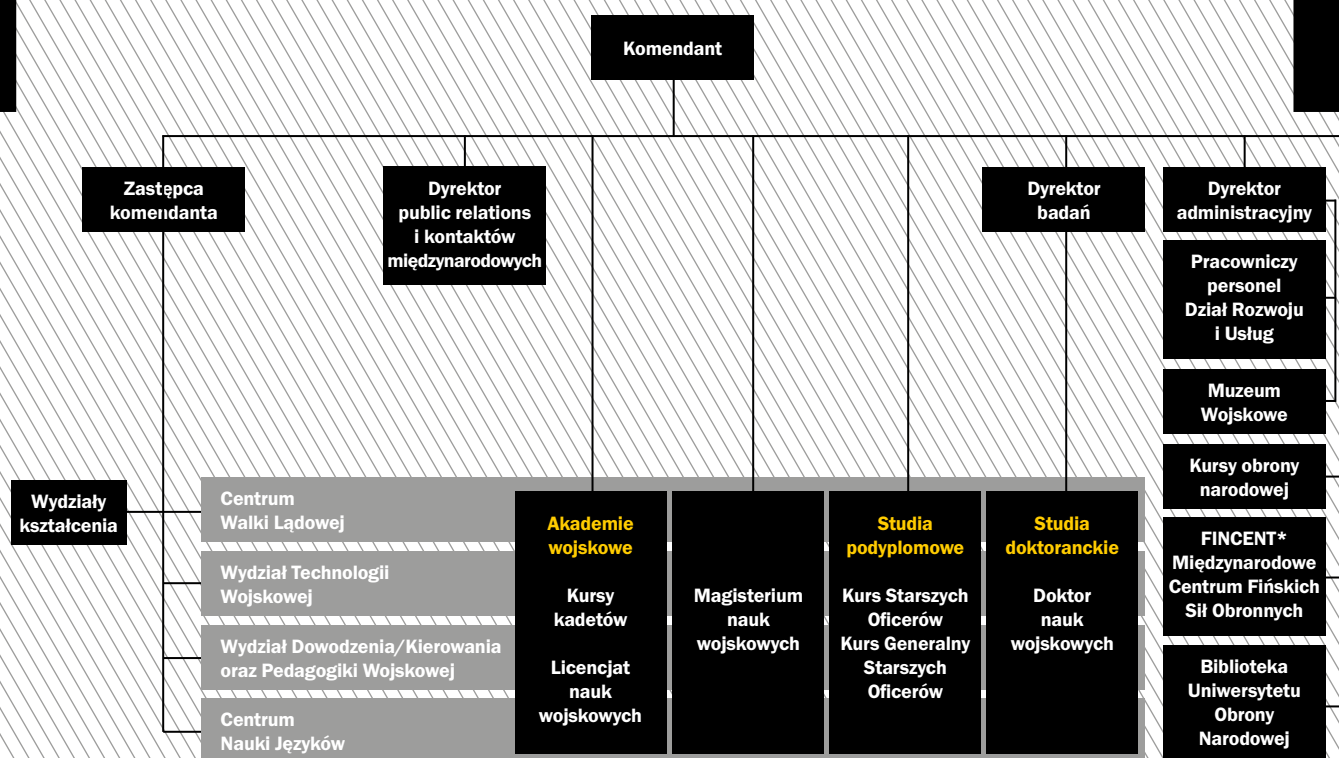 Komendant
Zastępca
komendanta
Dyrektor
public relations
i kontaktów
międzynarodowych
Dyrektor
badań
Dyrektor
administracyjny
Pracowniczy
personel
Dział Rozwoju
i Usług
Muzeum
Wojskowe
Kursy obrony
narodowej
FINCENT*
Międzynarodowe
Centrum Fińskich
Sił Obronnych
Biblioteka
Uniwersytetu
Obrony
Narodowej
Wydziały
kształcenia
Centrum
Walki Lądowej
Wydział Technologii
Wojskowej
Wydział Dowodzenia/Kierowania
oraz Pedagogiki Wojskowej
Centrum
Nauki Języków
Akademie
wojskowe
Kursy
kadetów
Licencjat
nauk
wojskowych
Magisterium
nauk
wojskowych
Studia
podyplomowe
Kurs Starszych
Oficerów
Kurs Generalny
Starszych
Oficerów
Studia
doktoranckie
Doktor
nauk
wojskowych